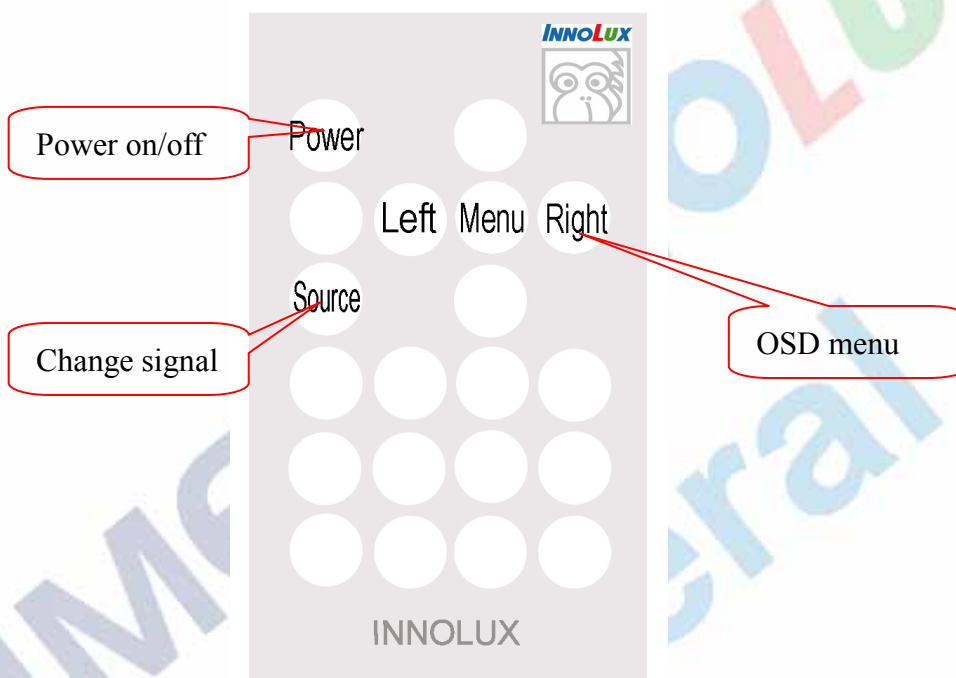 INNOLUX
Power on/off
Power
Left Menu Right
Source
Change signal
OSD menu
INNOLUX